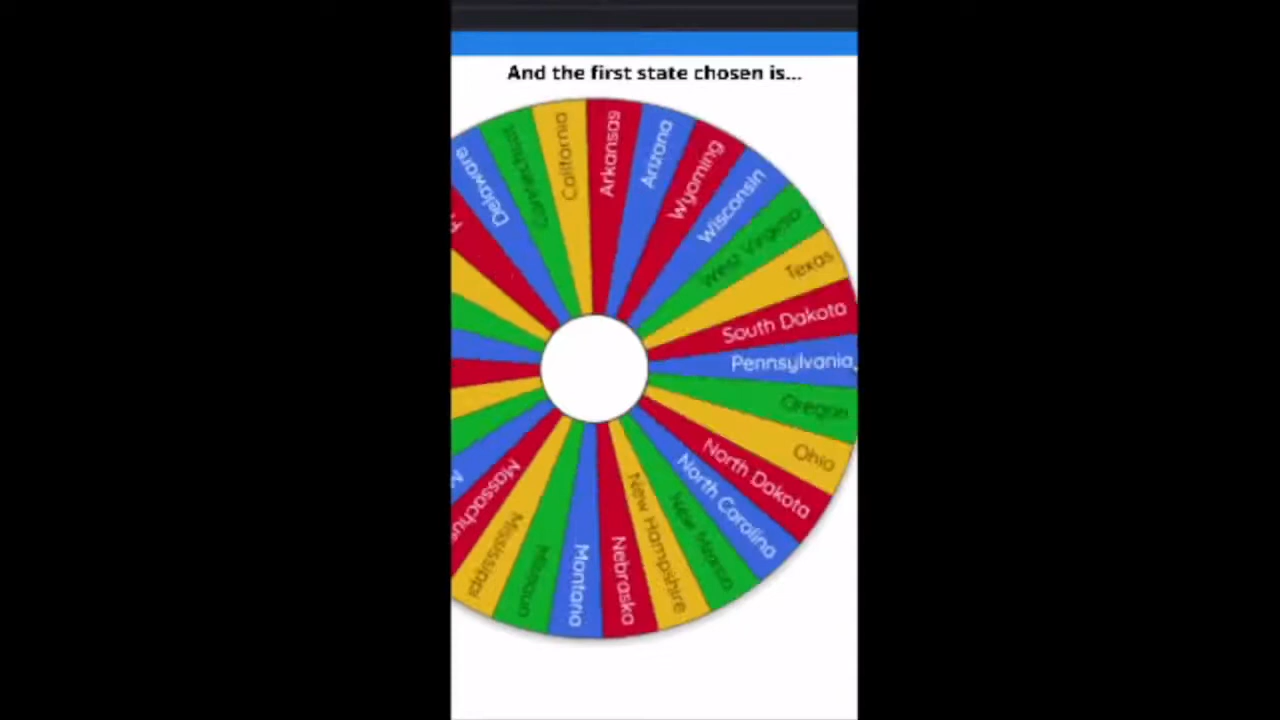 And the first state chosen is...
Delaware
Connecticut
California
Arkansas
Arizona
Wyoming
Wisconsin
West Virginia
Texas
South Dakota
Pennsylvania
Oregon
Ohio
North Dakota
North Carolina
New Mexico
New Hampshire
Nebraska
Montana
Missouri
Mississippi
Massachus